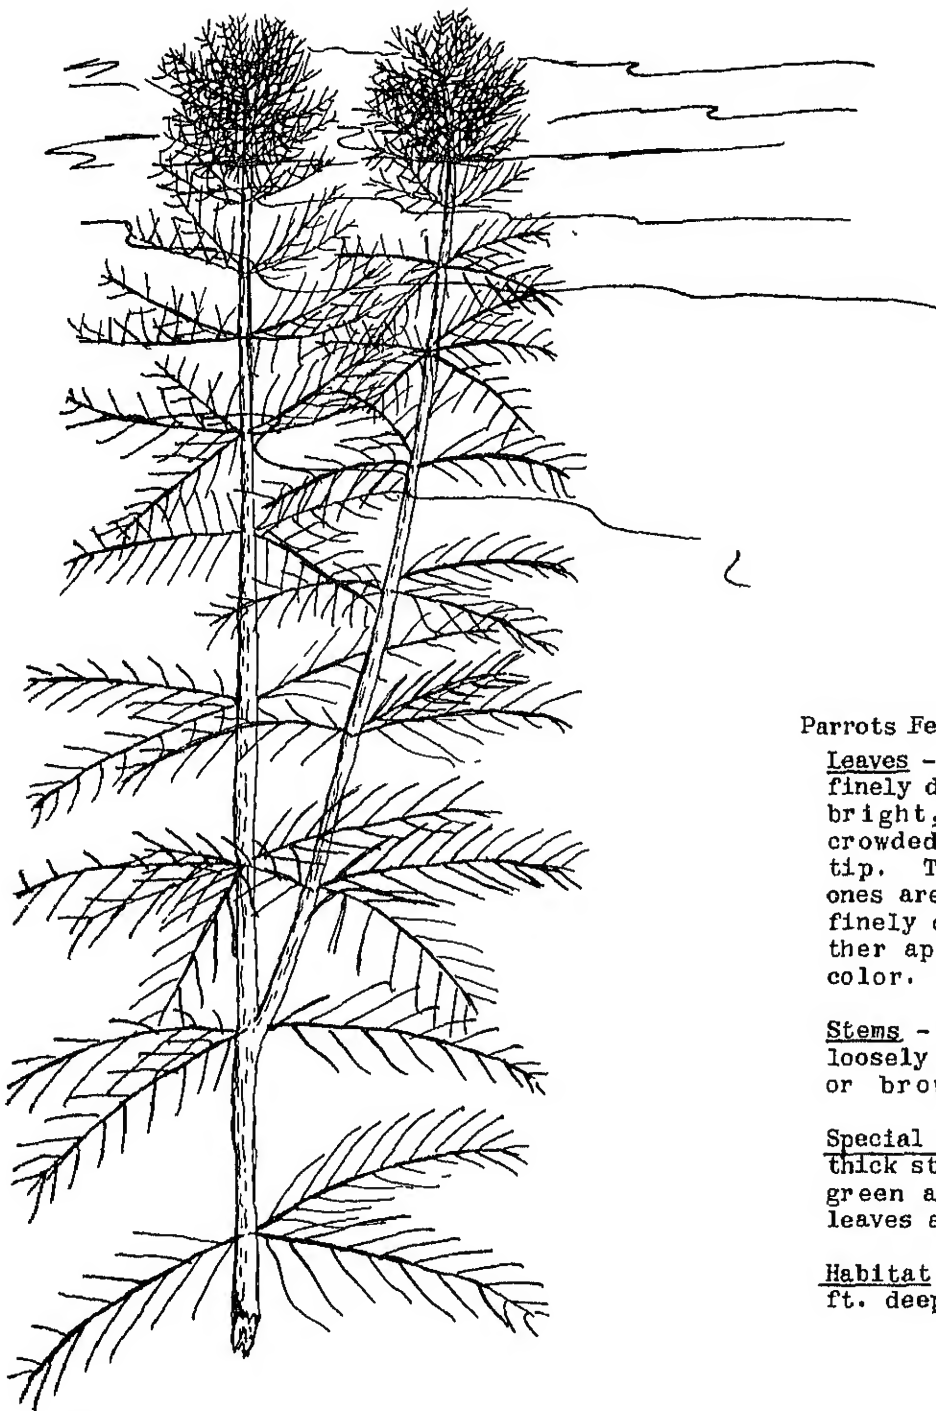 Parrots Fe
Leaves -
finely d
bright,
crowded
tip. T
ones are
finely
ther ap
color.
Stems -
loosely
or brow
Special
thick st
green a
leaves a
Habitat
ft. deep